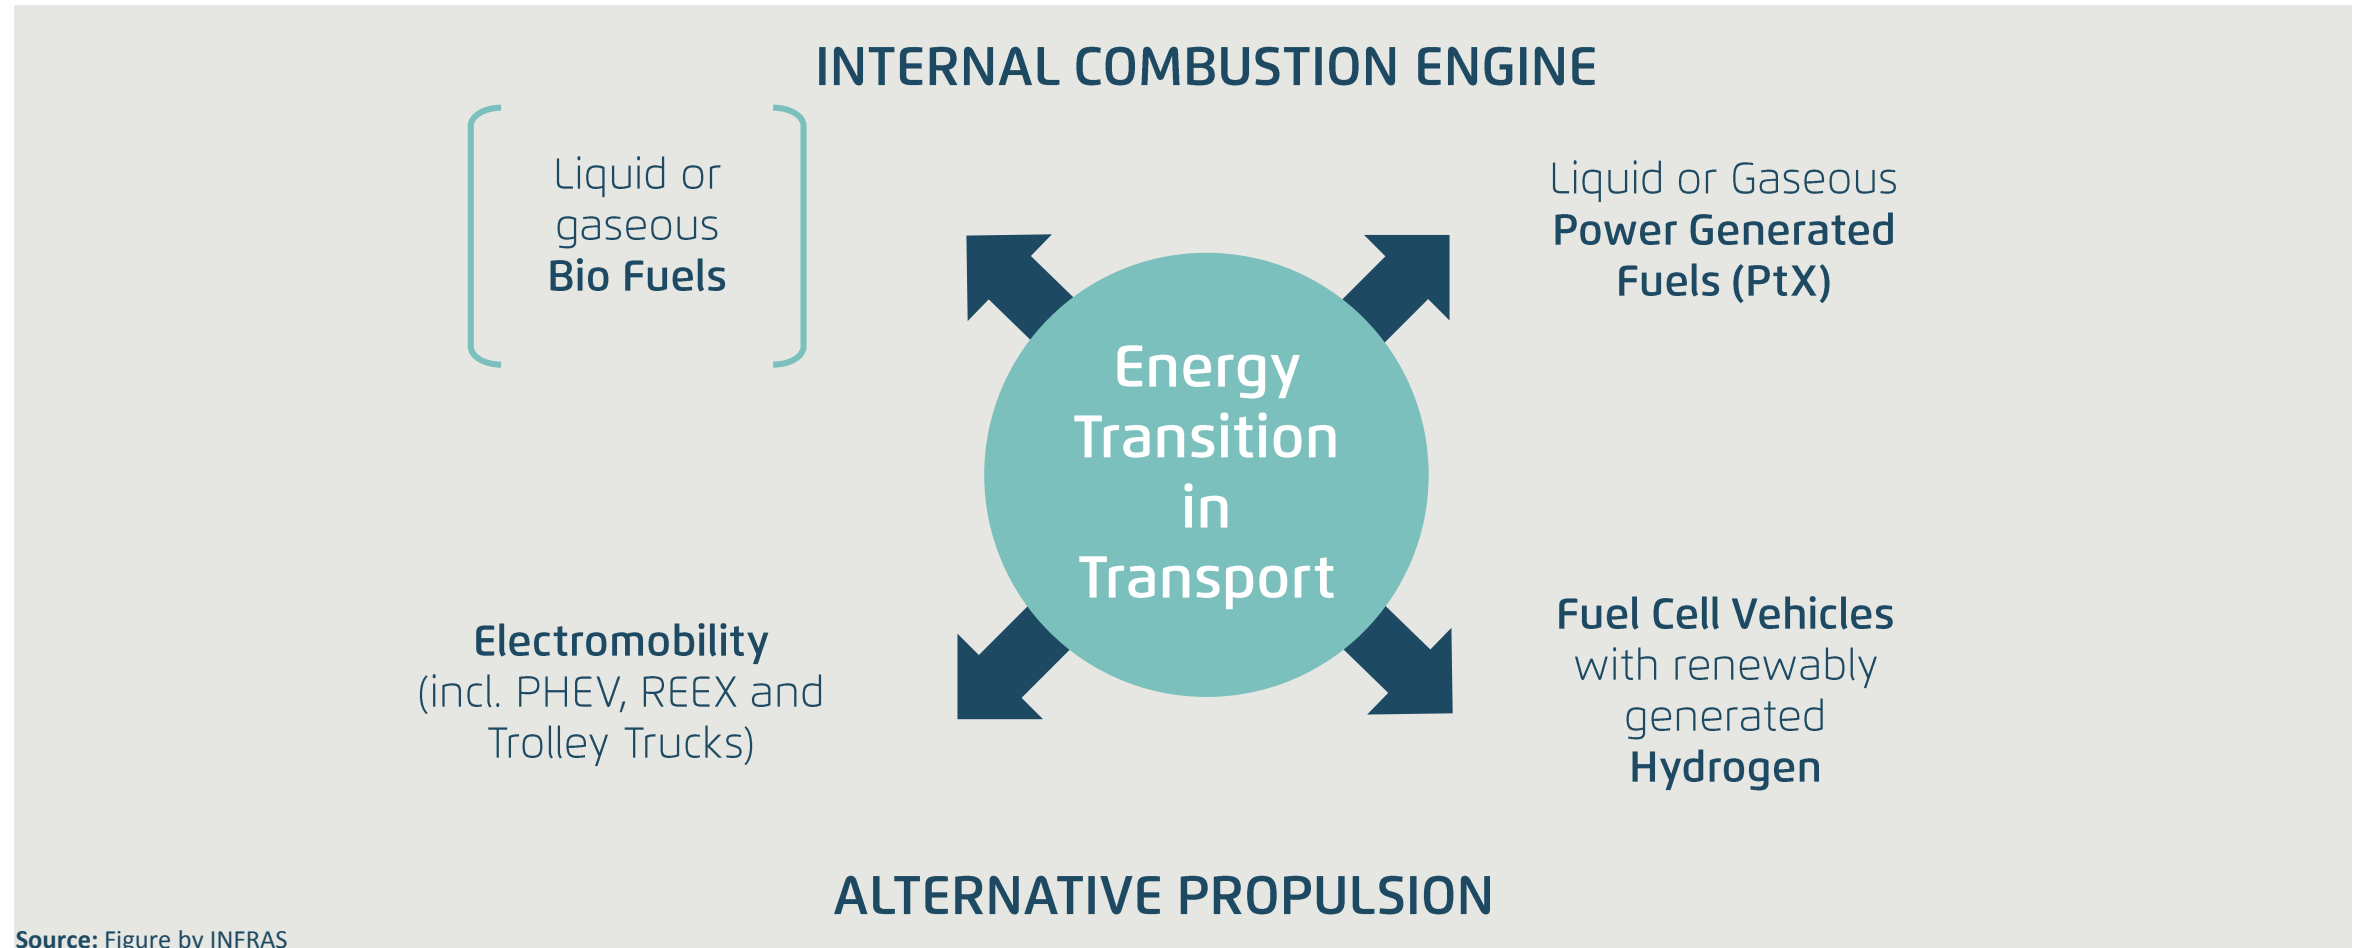 INTERNAL COMBUSTION ENGINE
Liquid or
gaseous
Bio Fuels
Liquid or Gaseous
Power Generated
Fuels (PtX)
Energy
Transition
in
Transport
Electromobility
(incl. PHEV, REEX and
Trolley Trucks)
Fuel Cell Vehicles
with renewably
generated
Hydrogen
ALTERNATIVE PROPULSION
Source: Figure by INFRAS